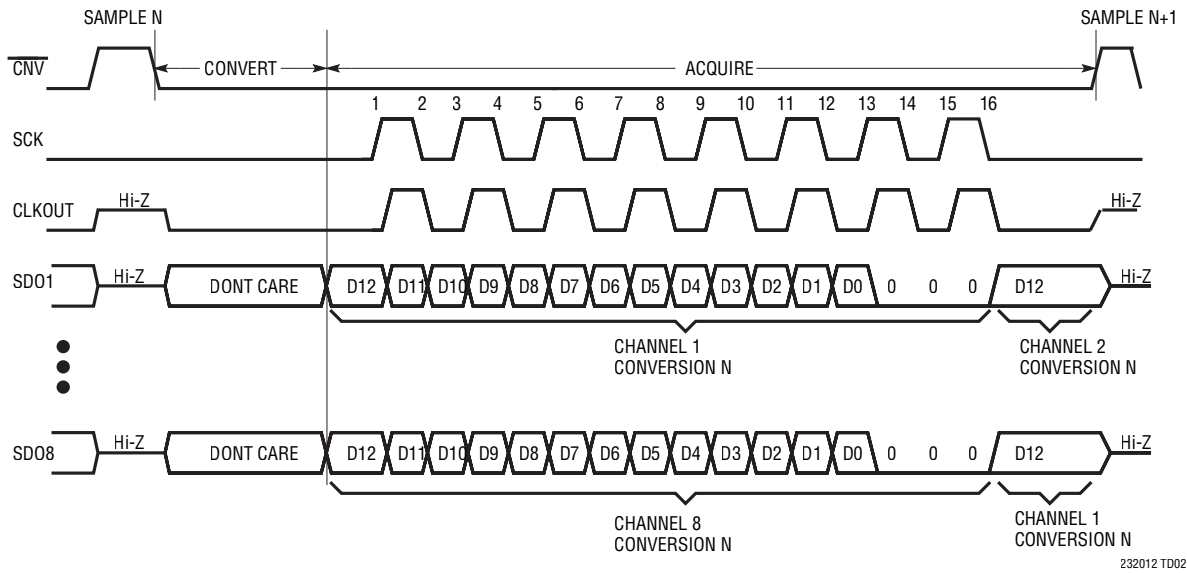 SAMPLE N SAMPLE N+1
CNV CONVERT ACQUIRE
1 2 3 4 5 6 7 8 9 10 11 12 13 14 15 16
SCK
CLKOUT Hi-Z Hi-Z
SDO1 Hi-Z DONT CARE D12 D11 D10 D9 D8 D7 D6 D5 D4 D3 D2 D1 D0 0 0 0 D12 Hi-Z
CHANNEL 1
CONVERSION N
CHANNEL 2
CONVERSION N
SDO8 Hi-Z DONT CARE D12 D11 D10 D9 D8 D7 D6 D5 D4 D3 D2 D1 D0 0 0 0 D12 Hi-Z
CHANNEL 8
CONVERSION N
CHANNEL 1
CONVERSION N
232012 TD02